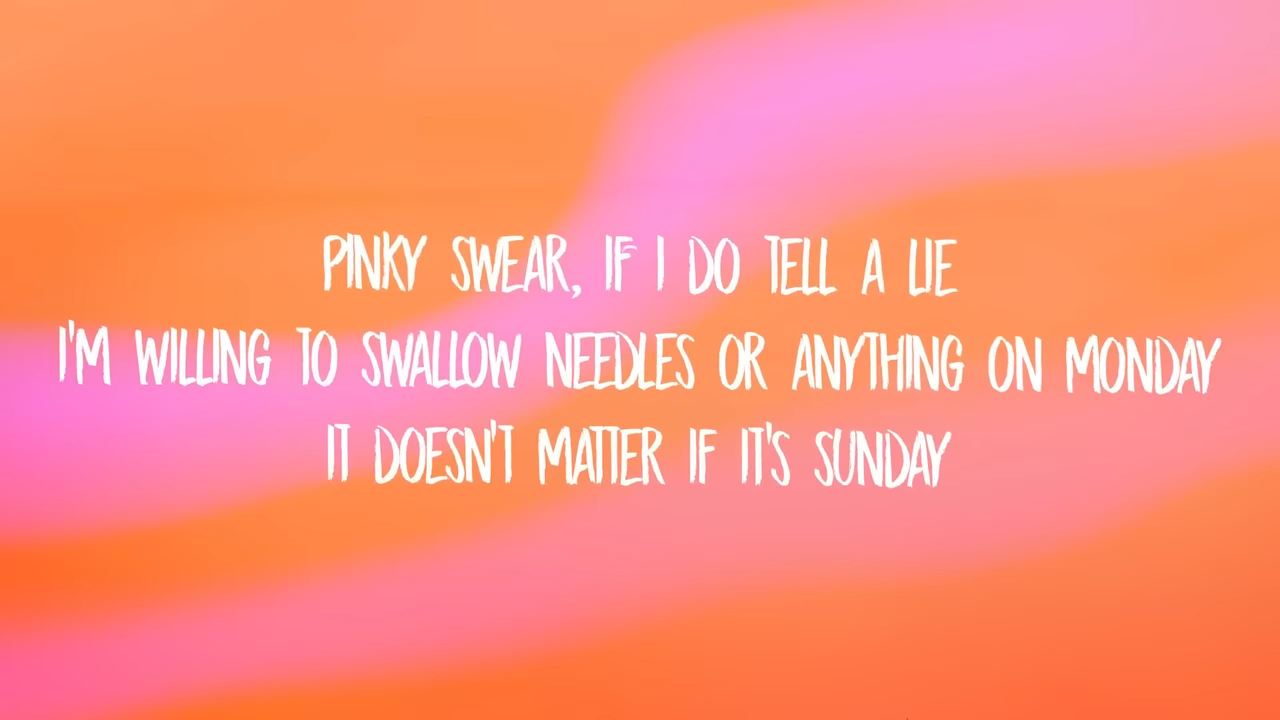 PINKY SWEAR, IF I DO TELL A LIE
I'M WILLING TO SWALLOW NEEDLES OR ANYTHING ON MONDAY
IT DOESN'T MATTER IF IT'S SUNDAY